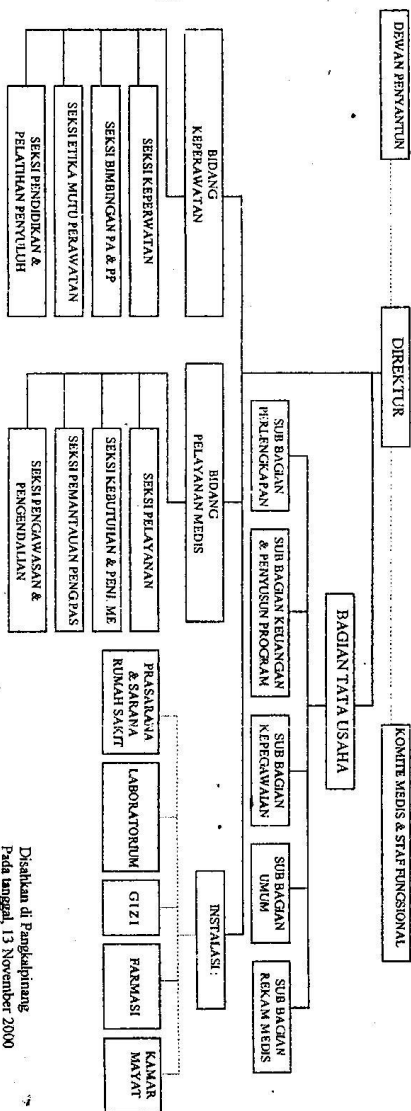 DEWAN PENYANTUN
DIREKTUR
KOMITE MEDIS & STAF FUNGSIONAL
BAGIAN TATA USAHA
SUB BAGIAN
PERLENGKAPAN
SUB BAGIAN KEUANGAN
& PENYUSUN PROGRAM
SUB BAGIAN
KEPEGAWAIAN
SUB BAGIAN
UMUM
SUB BAGIAN
REKAM MEDIS
BIDANG
KEPERAWATAN
SEKSI KEPERWATAN
SEKSI BIMBINGAN PA & PP
SEKSI ETIKA MUTU PERAWATAN
SEKSI PENDIDIKAN &
PELATIHAN PENYULUH
BIDANG
PELAYANAN MEDIS
SEKSI PELAYANAN
SEKSI KEBUTUHAN & PENI. ME
SEKSI PEMANTAUAN PENG.PAS
SEKSI PENGAWASAN &
PENGENDALIAN
INSTALASI :
PRASARANA
& SARANA
RUMAH SAKIT
LABORATORIUM
GIZI
FARMASI
KAMAR
MAYAT
Disahkan di Pangkalpinang
Pada tanggal, 13 November 2000